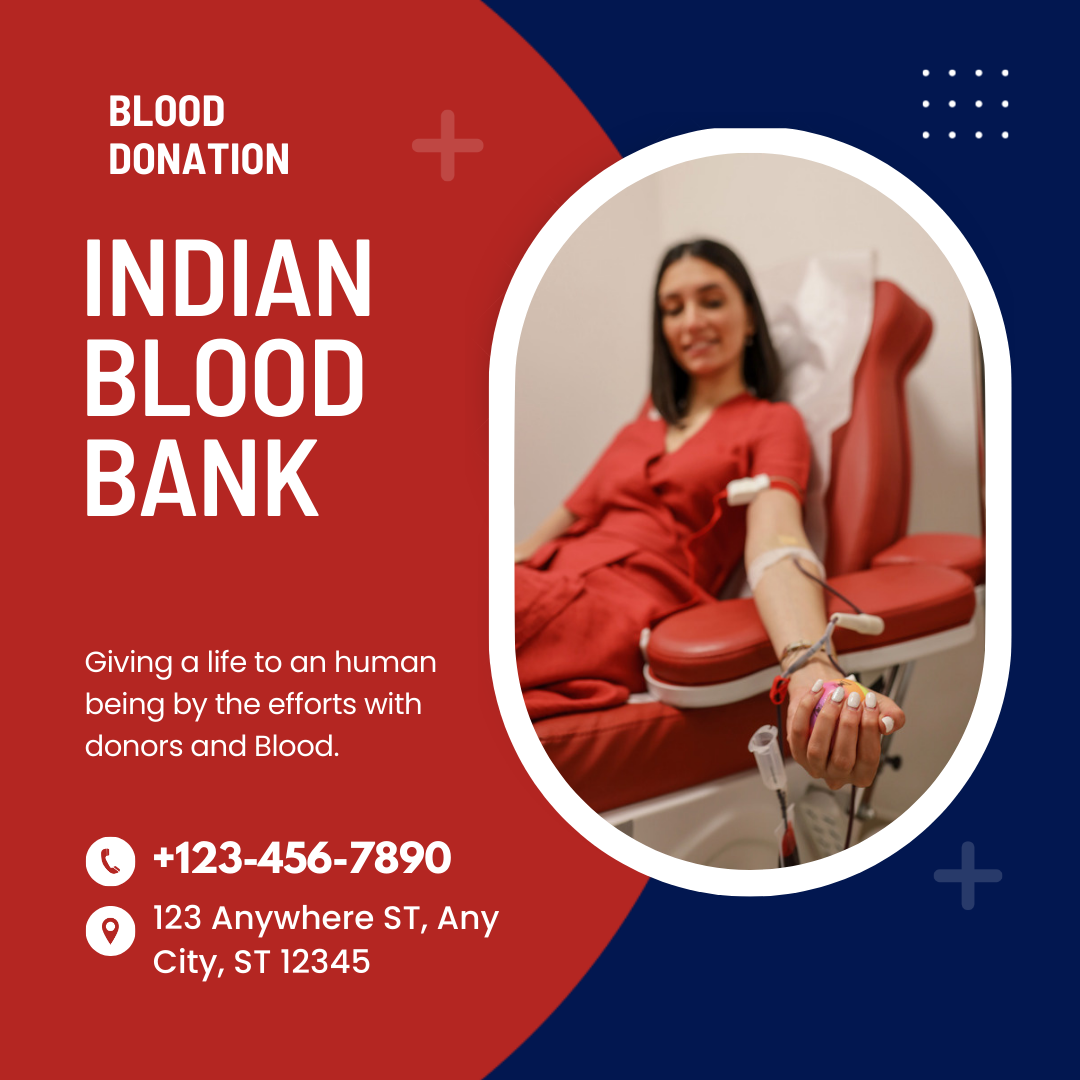 BLOOD
DONATION
INDIAN
BLOOD
BANK
Giving a life to an human
being by the efforts with
donors and Blood.
+123-456-7890
123 Anywhere ST, Any
City, ST 12345